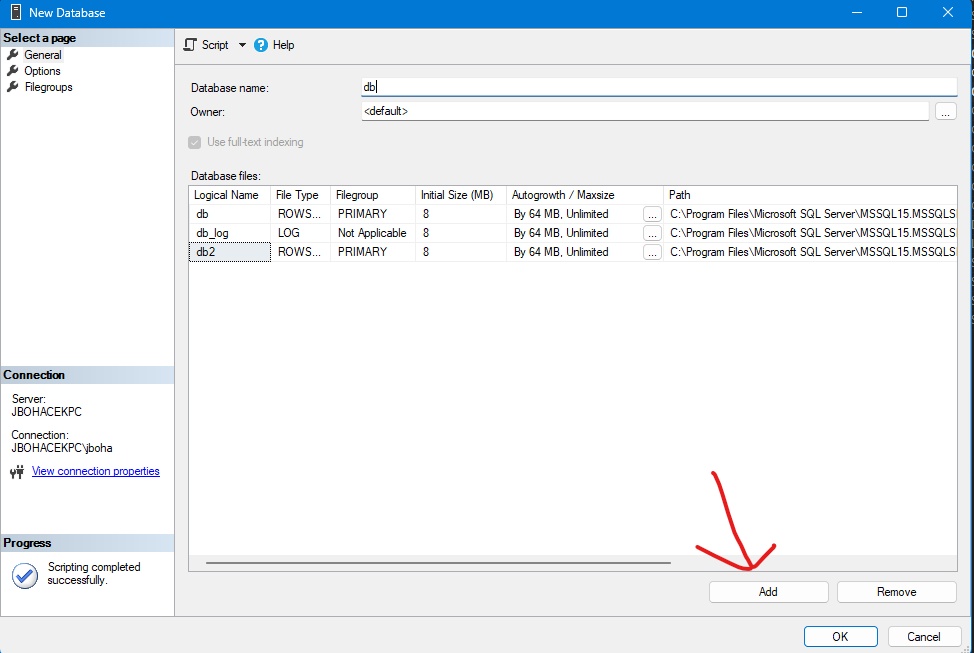 New Database
Select a page
General
Options
Filegroups
Script
Help
Database name:
db
Owner:
<default>
...
Use full-text indexing
Database files:
Logical Name File Type Filegroup Initial Size (MB) Autogrowth / Maxsize Path
db ROWS... PRIMARY 8 By 64 MB, Unlimited ... C:\Program Files\Microsoft SQL Server\MSSQL15.MSSQLS
db_log LOG Not Applicable 8 By 64 MB, Unlimited ... C:\Program Files\Microsoft SQL Server\MSSQL15.MSSQLS
db2 ROWS... PRIMARY 8 By 64 MB, Unlimited ... C:\Program Files\Microsoft SQL Server\MSSQL15.MSSQLS
Connection
Server:
JBOHACEKPC
Connection:
JBOHACEKPC\jboha
View connection properties
Progress
Scripting completed
successfully.
Add
Remove
OK
Cancel